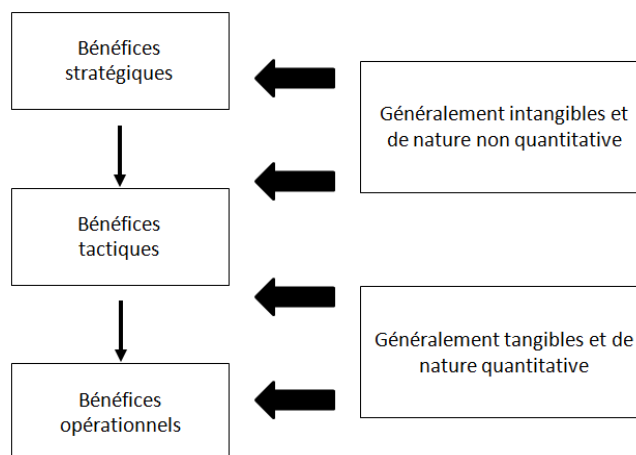 Bénéfices
stratégiques
Généralement intangibles et
de nature non quantitative
Bénéfices
tactiques
Généralement tangibles et de
nature quantitative
Bénéfices
opérationnels